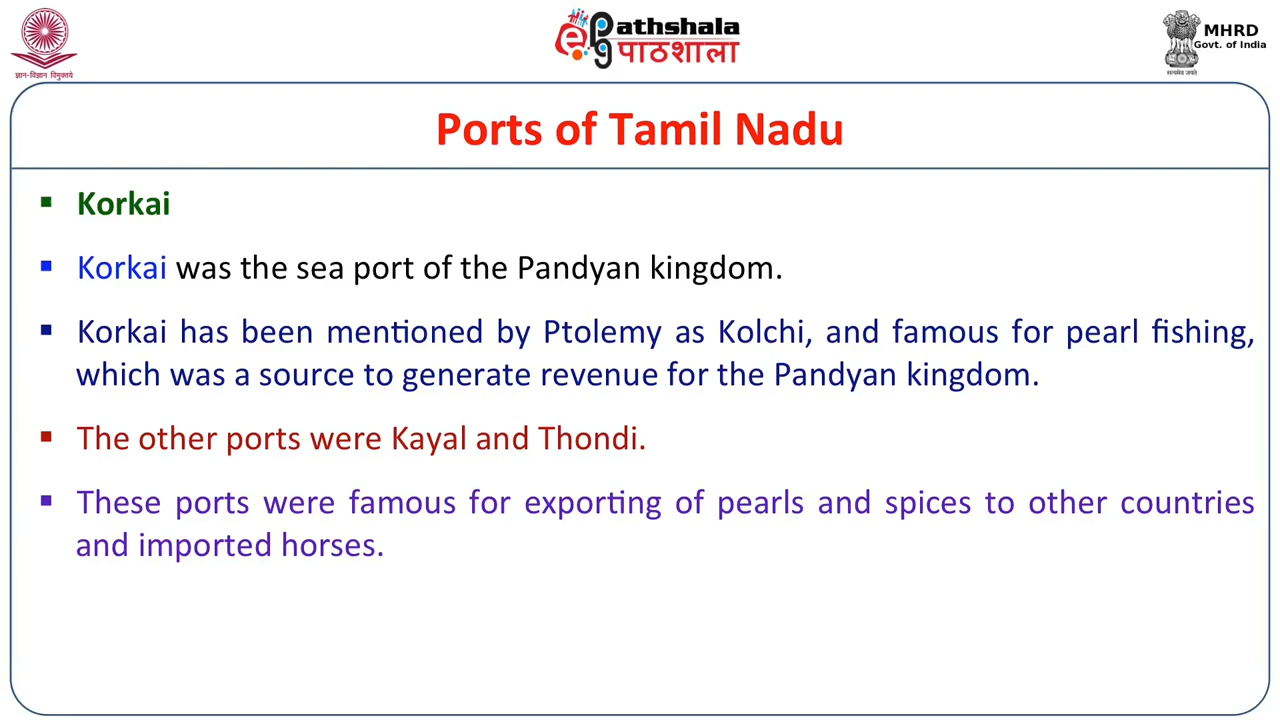 ज्ञान-विज्ञान विमुक्तये
ePathshala
पाठशाला
MHRD
Govt. of India
सत्यमेव जयते
Ports of Tamil Nadu
Korkai
Korkai was the sea port of the Pandyan kingdom.
Korkai has been mentioned by Ptolemy as Kolchi, and famous for pearl fishing,
which was a source to generate revenue for the Pandyan kingdom.
The other ports were Kayal and Thondi.
These ports were famous for exporting of pearls and spices to other countries
and imported horses.